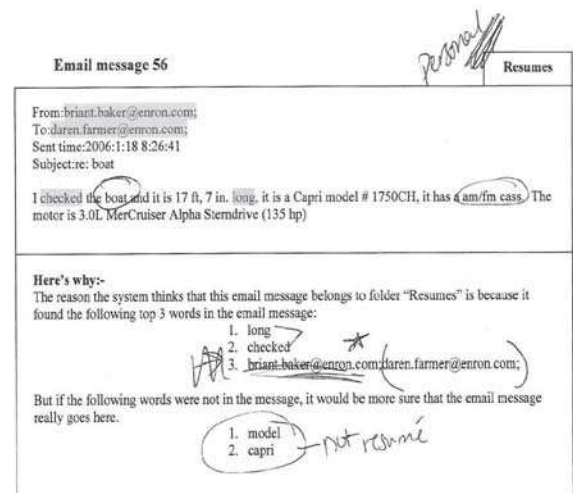 Personal
Email message 56
Resumes
From:briant.baker@enron.com;
To:daren.farmer@enron.com;
Sent time:2006:1:18 8:26:41
Subject:re: boat
I checked the boat and it is 17 ft, 7 in. long, it is a Capri model # 1750CH, it has a am/fm cass. The
motor is 3.0L MerCruiser Alpha Sterndrive (135 hp)
Here's why:-
The reason the system thinks that this email message belongs to folder "Resumes" is because it
found the following top 3 words in the email message:
1. long
2. checked
3. briant.baker@enron.com;daren.farmer@enron.com;
But if the following words were not in the message, it would be more sure that the email message
really goes here.
1. model
2. capri
not resumé